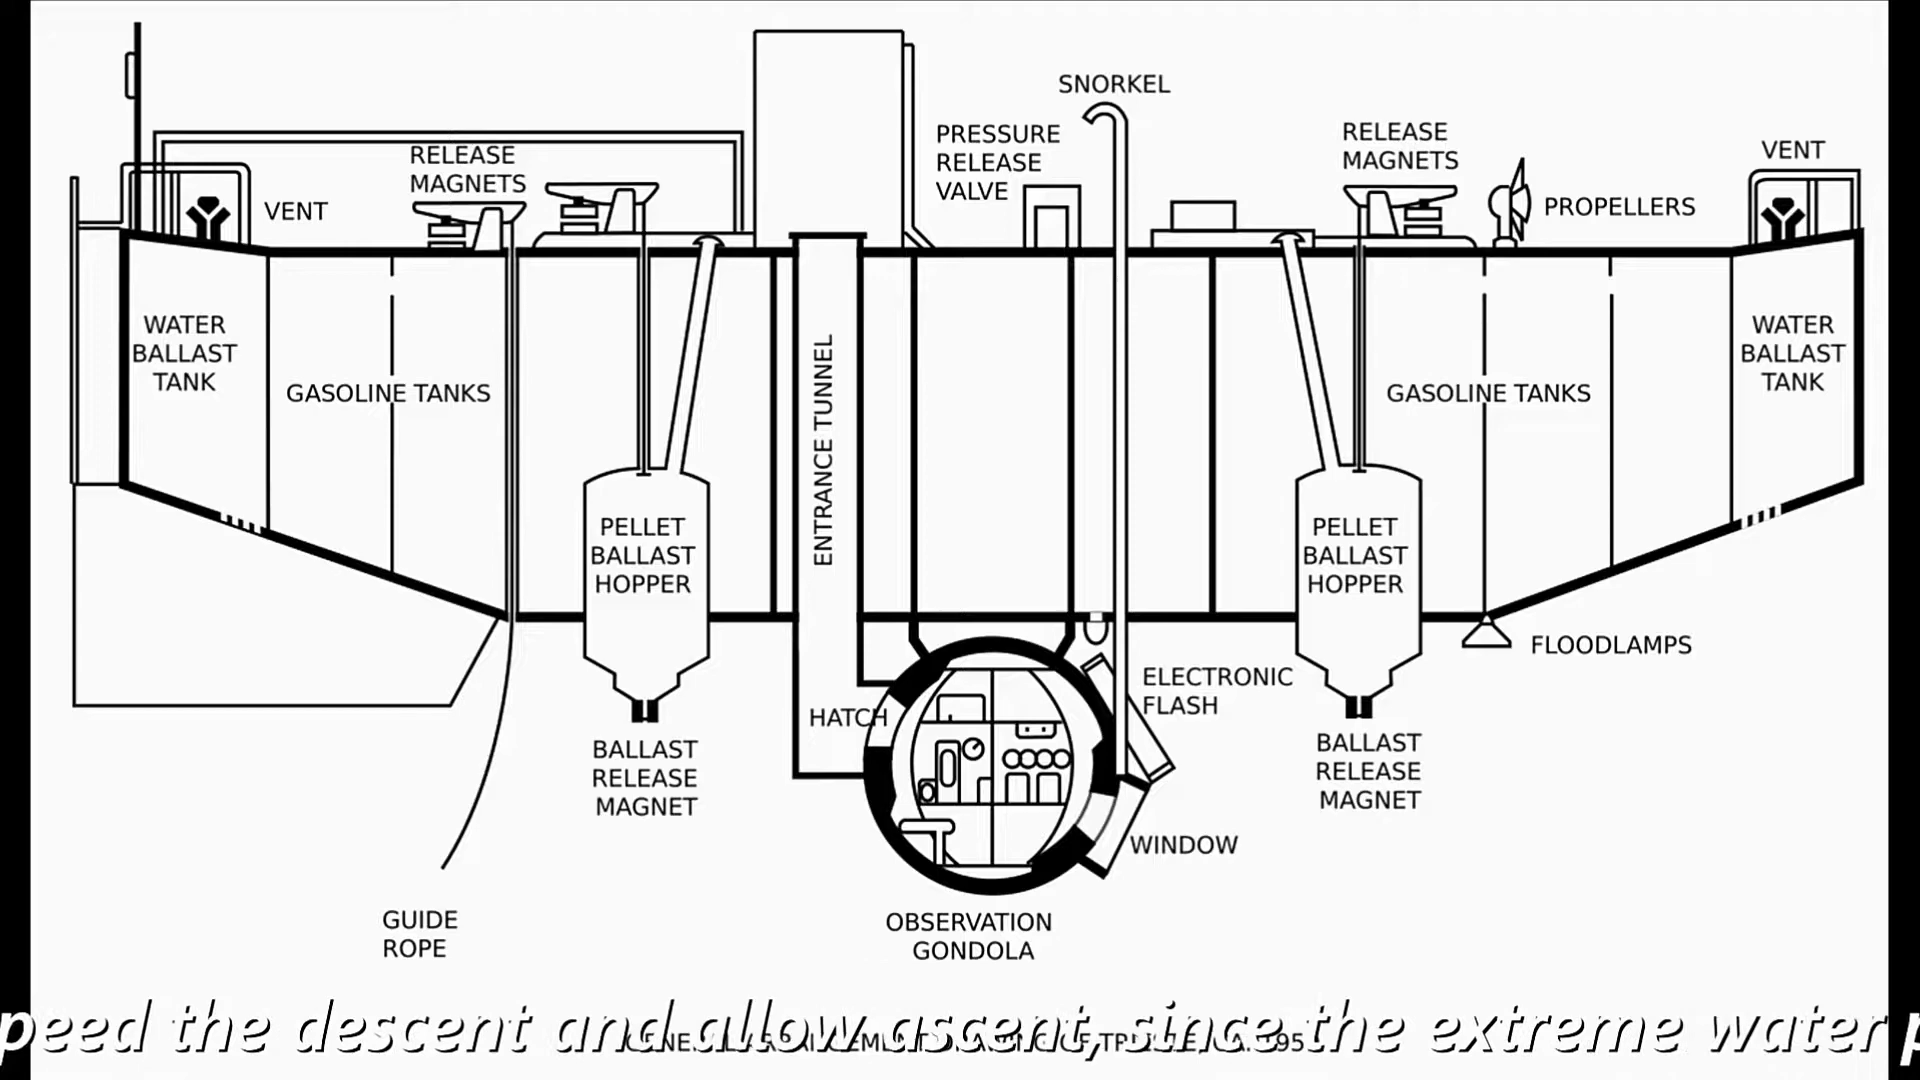 SNORKEL
PRESSURE
RELEASE
VALVE
RELEASE
MAGNETS
VENT
RELEASE
MAGNETS
PROPELLERS
VENT
WATER
BALLAST
TANK
GASOLINE TANKS
ENTRANCE TUNNEL
GASOLINE TANKS
WATER
BALLAST
TANK
PELLET
BALLAST
HOPPER
PELLET
BALLAST
HOPPER
FLOODLAMPS
ELECTRONIC
FLASH
HATCH
BALLAST
RELEASE
MAGNET
BALLAST
RELEASE
MAGNET
WINDOW
GUIDE
ROPE
OBSERVATION
GONDOLA
peed the descent and allow ascent, since the extreme water p